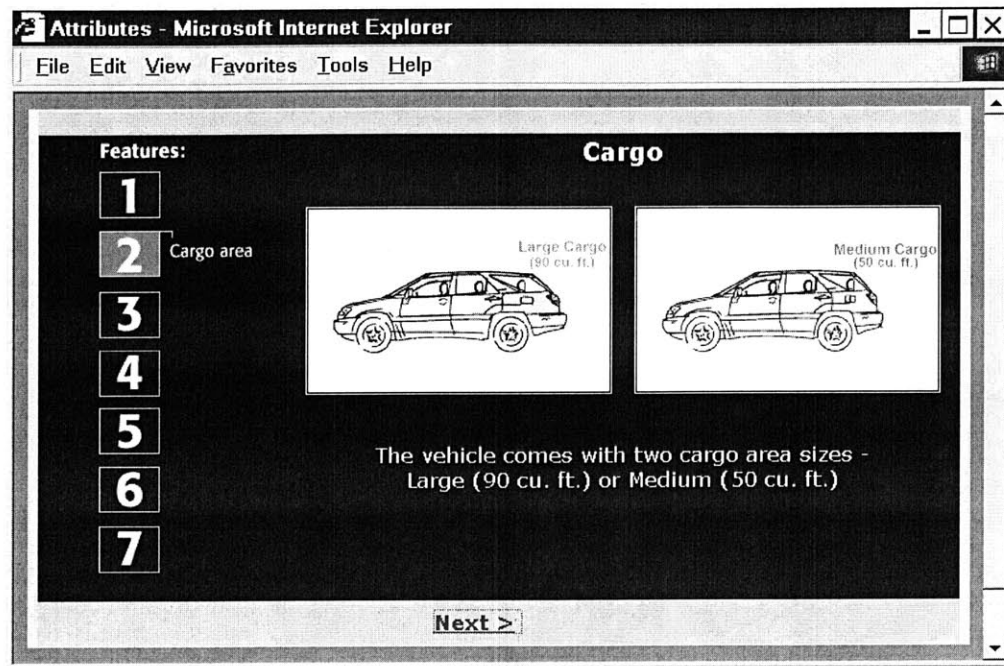 Attributes - Microsoft Internet Explorer
File Edit View Favorites Tools Help
Features:
Cargo
1
2 Cargo area
3
4
5
6
7
Large Cargo
(90 cu. ft.)
Medium Cargo
(50 cu. ft.)
The vehicle comes with two cargo area sizes -
Large (90 cu. ft.) or Medium (50 cu. ft.)
Next >